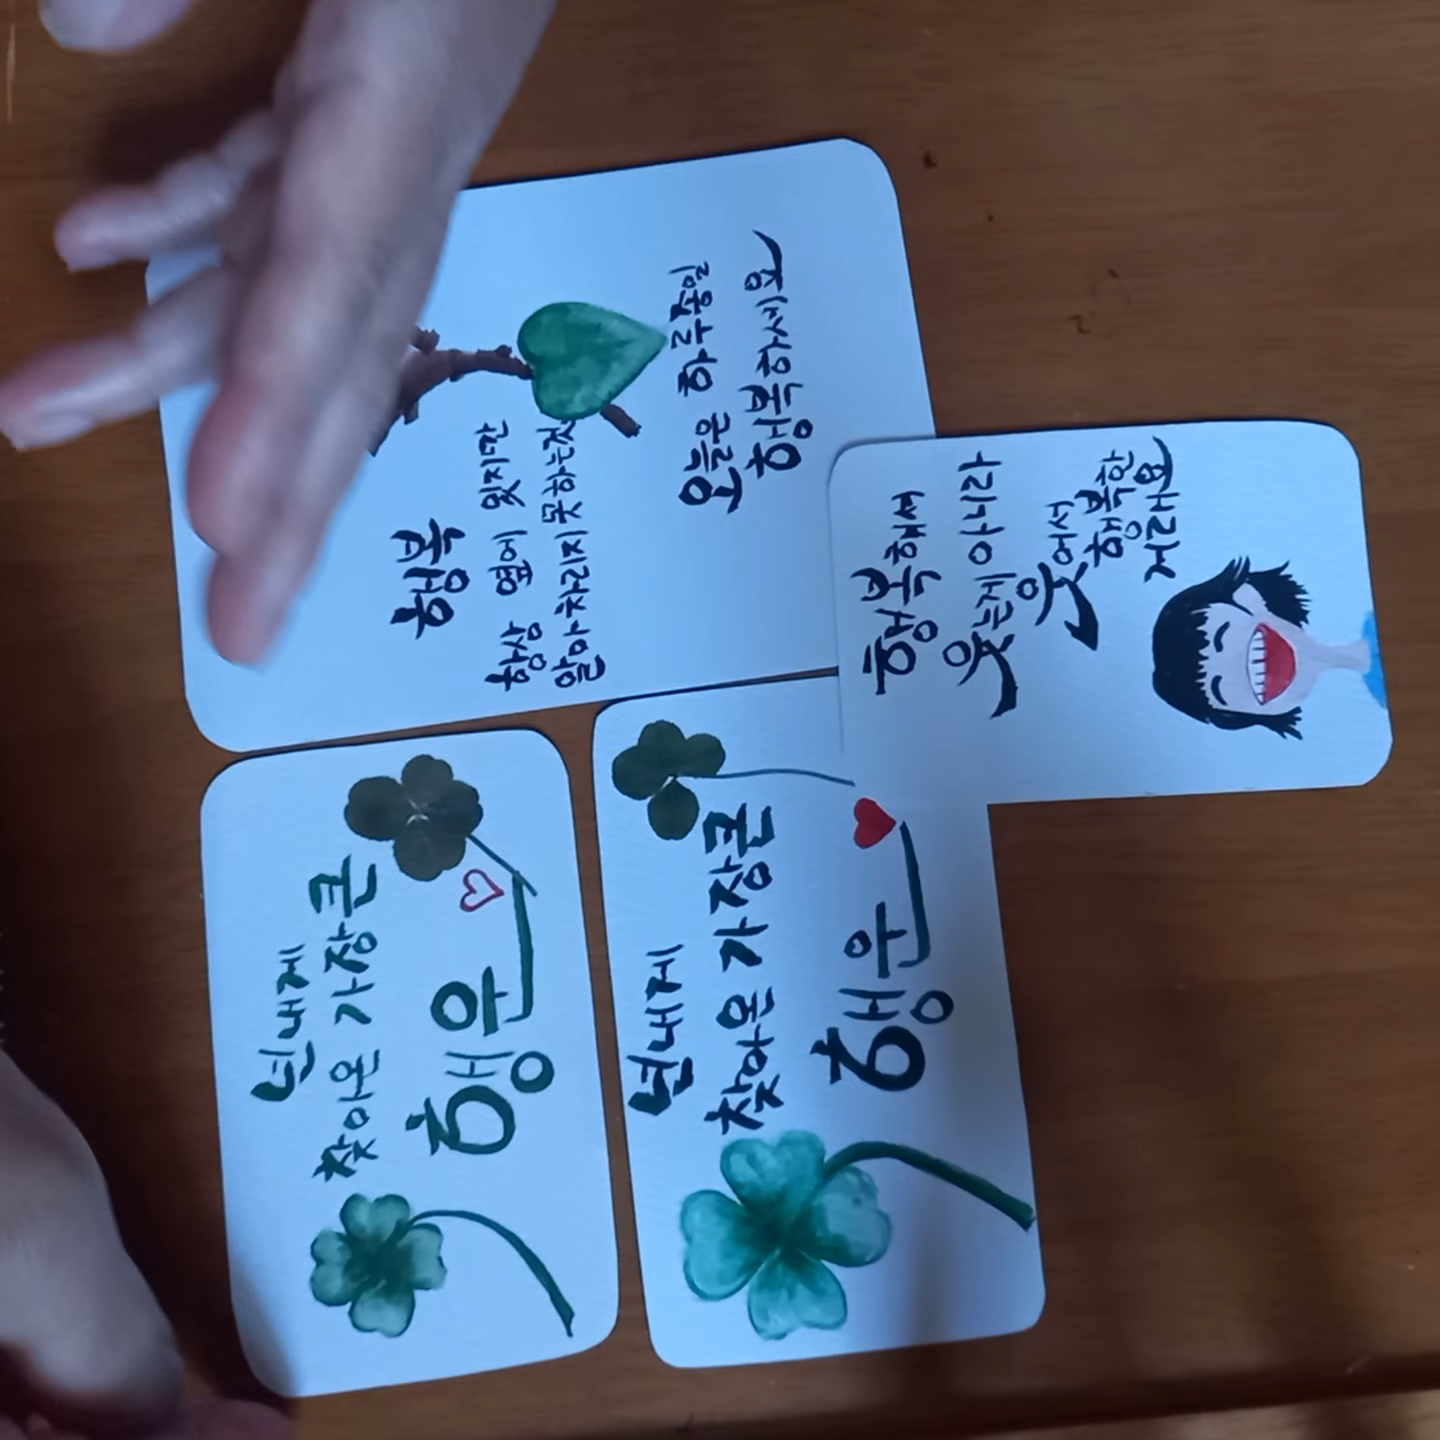 행복
항상 옆에 있지만
알아차리지 못하는것
오늘은 하루종일
행복하세요
행복해서
웃는게 아니라
웃어서
행복한
거래요
넌 내게
찾아온 가장큰
행운
넌 내게
찾아온 가장큰
행운